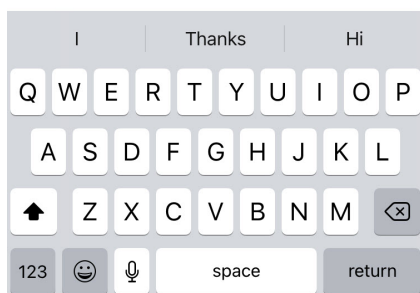 I Thanks Hi
Q W E R T Y U I O P
A S D F G H J K L
Z X C V B N M
123 space return